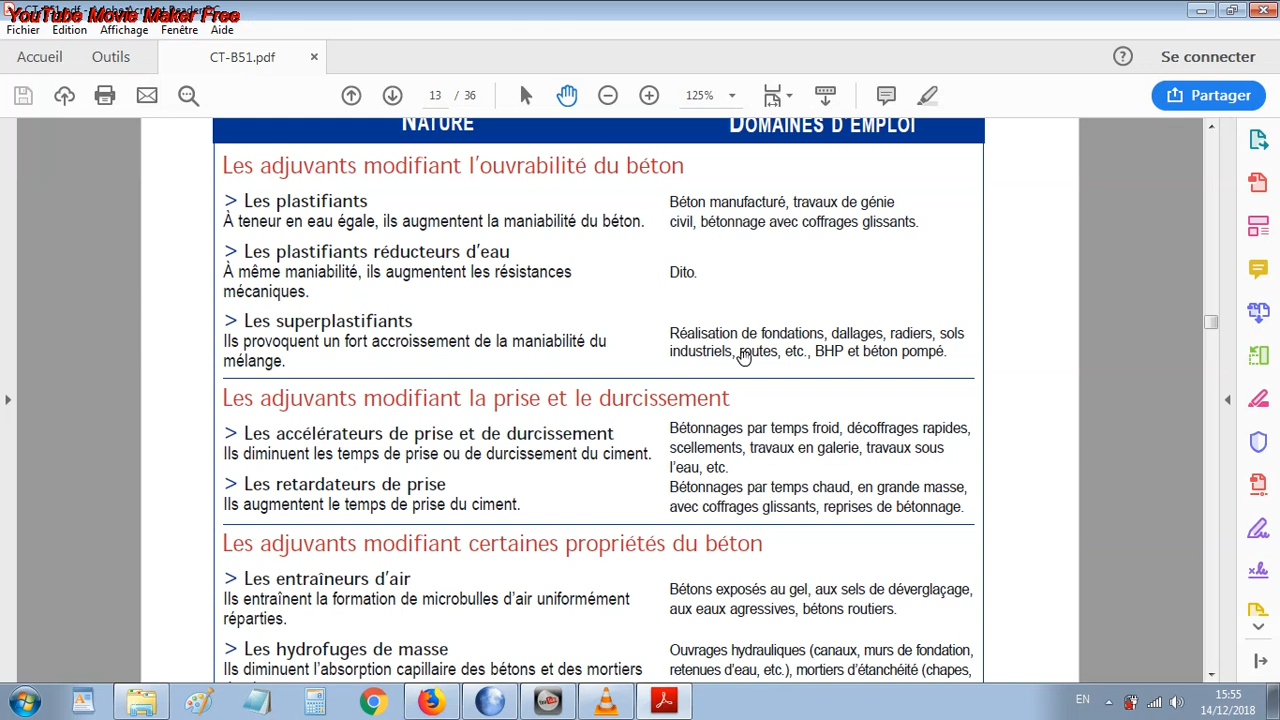 YouTube Movie Maker Free
Fichier Edition Affichage Fenêtre Aide
Accueil Outils CT-B51.pdf × ? Se connecter
13 / 36 125% Partager
NATURE DOMAINES D'EMPLOI
Les adjuvants modifiant l'ouvrabilité du béton
> Les plastifiants
À teneur en eau égale, ils augmentent la maniabilité du béton.
Béton manufacturé, travaux de génie
civil, bétonnage avec coffrages glissants.
> Les plastifiants réducteurs d'eau
À même maniabilité, ils augmentent les résistances
mécaniques.
Dito.
> Les superplastifiants
Ils provoquent un fort accroissement de la maniabilité du
mélange.
Réalisation de fondations, dallages, radiers, sols
industriels, routes, etc., BHP et béton pompé.
Les adjuvants modifiant la prise et le durcissement
> Les accélérateurs de prise et de durcissement
Ils diminuent les temps de prise ou de durcissement du ciment.
Bétonnages par temps froid, décoffrages rapides,
scellements, travaux en galerie, travaux sous
l'eau, etc.
> Les retardateurs de prise
Ils augmentent le temps de prise du ciment.
Bétonnages par temps chaud, en grande masse,
avec coffrages glissants, reprises de bétonnage.
Les adjuvants modifiant certaines propriétés du béton
> Les entraîneurs d'air
Ils entraînent la formation de microbulles d'air uniformément
réparties.
Bétons exposés au gel, aux sels de déverglaçage,
aux eaux agressives, bétons routiers.
> Les hydrofuges de masse
Ils diminuent l'absorption capillaire des bétons et des mortiers
Ouvrages hydrauliques (canaux, murs de fondation,
retenues d'eau, etc.), mortiers d'étanchéité (chapes,
EN 15:55
14/12/2018